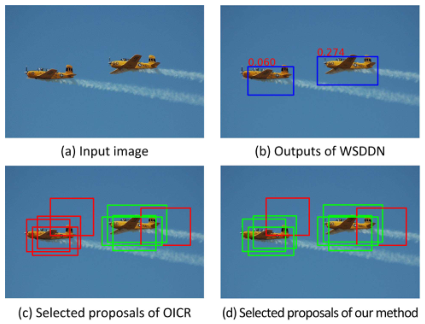 0.060
0.274
(a) Input image
(b) Outputs of WSDDN
(c) Selected proposals of OICR
(d) Selected proposals of our method